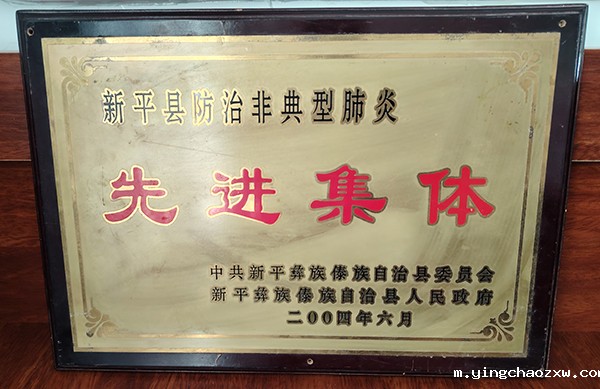 新平县防治非典型肺炎
先进集体
中共新平彝族傣族自治县委员会
新平彝族傣族自治县人民政府
二00四年六月
m.yingchaozxw.com